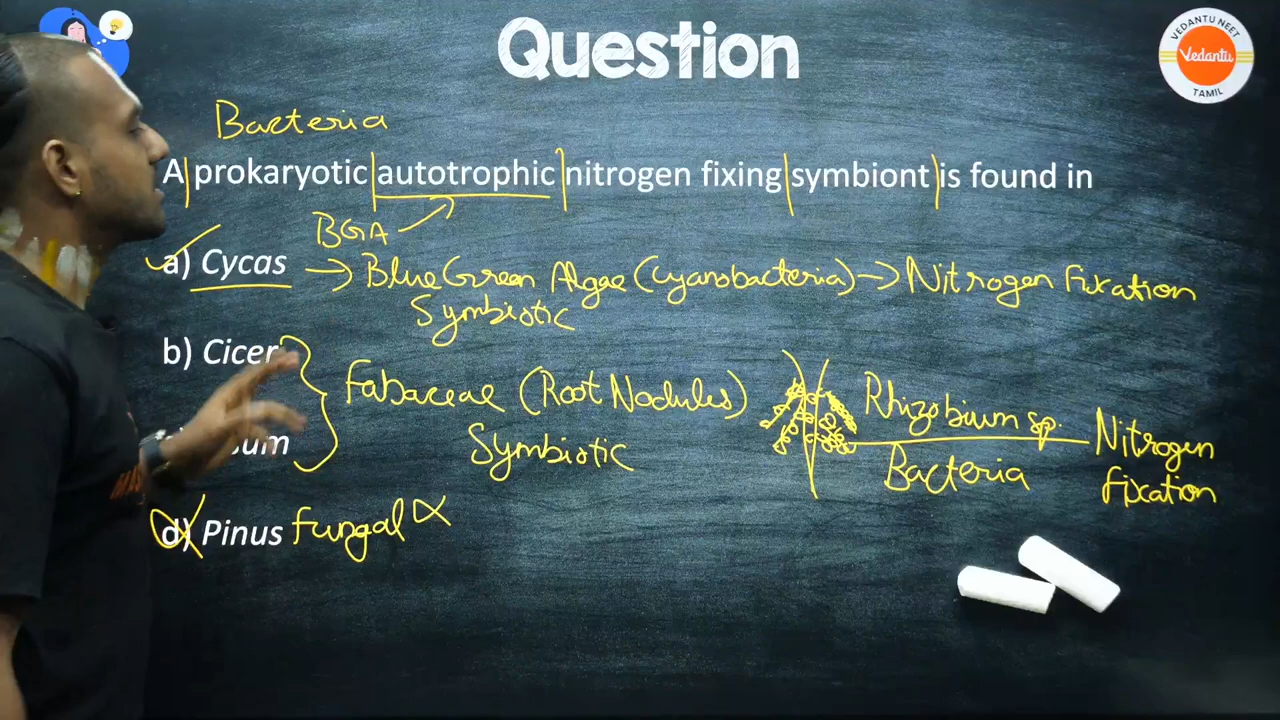 Question
VEDANTU NEET
Vedantu
TAMIL
Bacteria
A prokaryotic autotrophic nitrogen fixing symbiont is found in
BGA
a) Cycas → Blue Green Algae (Cyanobacteria) → Nitrogen Fixation
Symbiotic
b) Cicer
Fabaceae (Root Nodules)
Rhizobium sp.
Symbiotic
Bacteria
Nitrogen
Fixation
d) Pinus Fungal